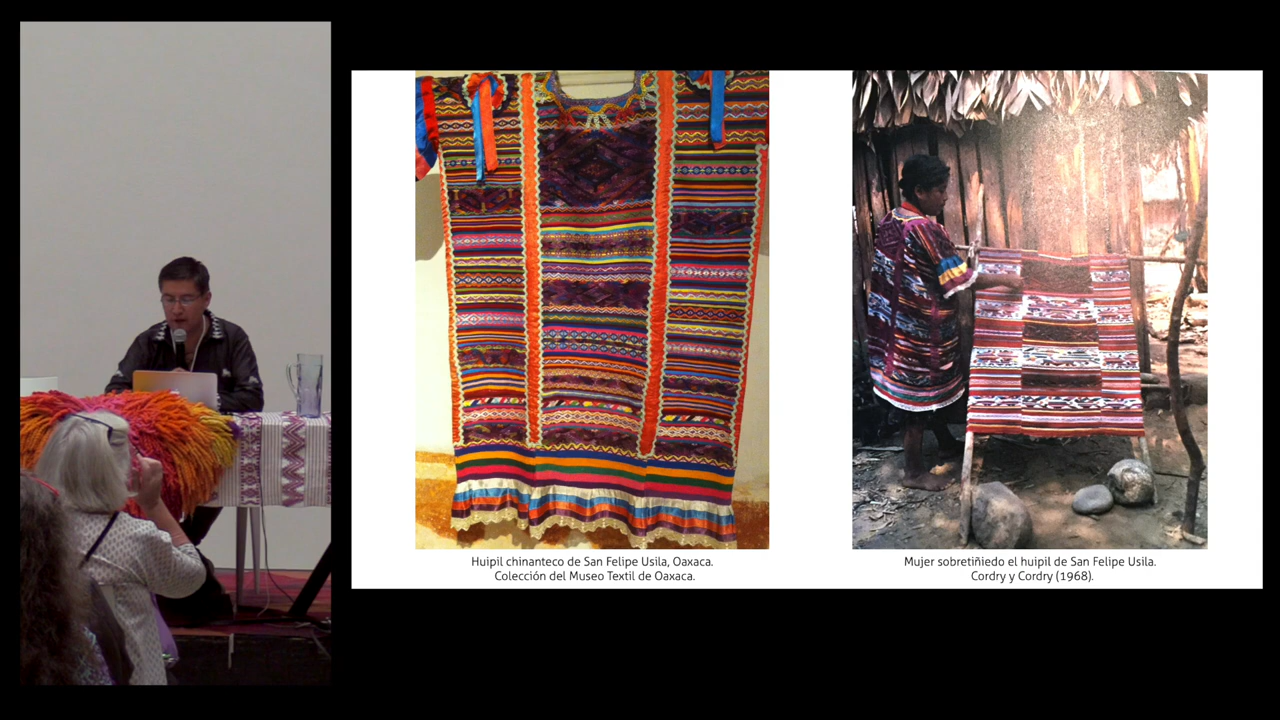 Huipil chinanteco de San Felipe Usila, Oaxaca.
Colección del Museo Textil de Oaxaca.
Mujer sobretiñiedo el huipil de San Felipe Usila.
Cordry y Cordry (1968).